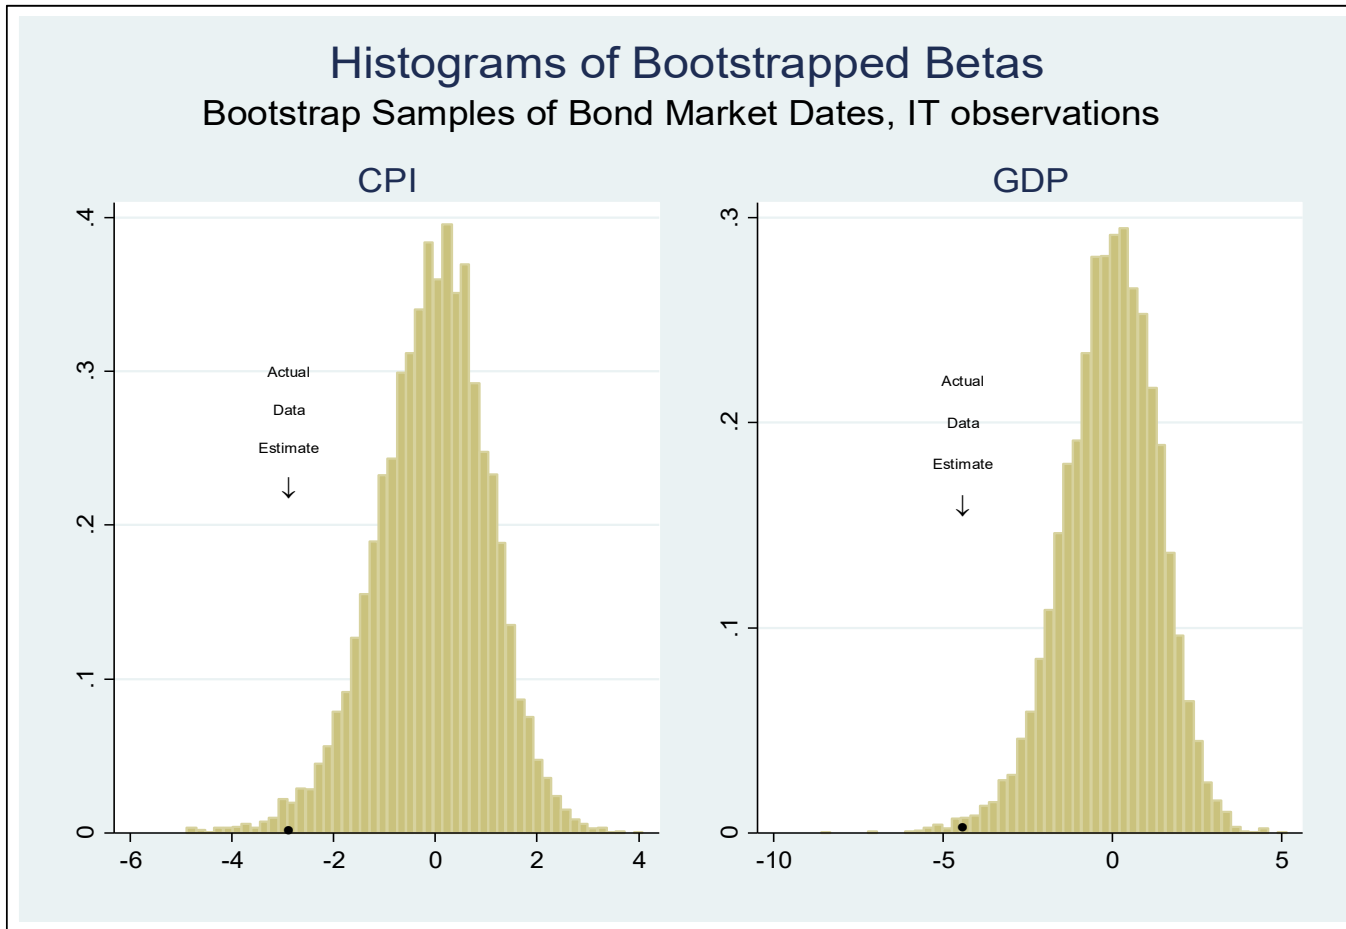 Histograms of Bootstrapped Betas
Bootstrap Samples of Bond Market Dates, IT observations
CPI
.4
.3
.2
.1
0
Actual
Data
Estimate
↓
-6 -4 -2 0 2 4
GDP
.3
.2
.1
0
Actual
Data
Estimate
↓
-10 -5 0 5